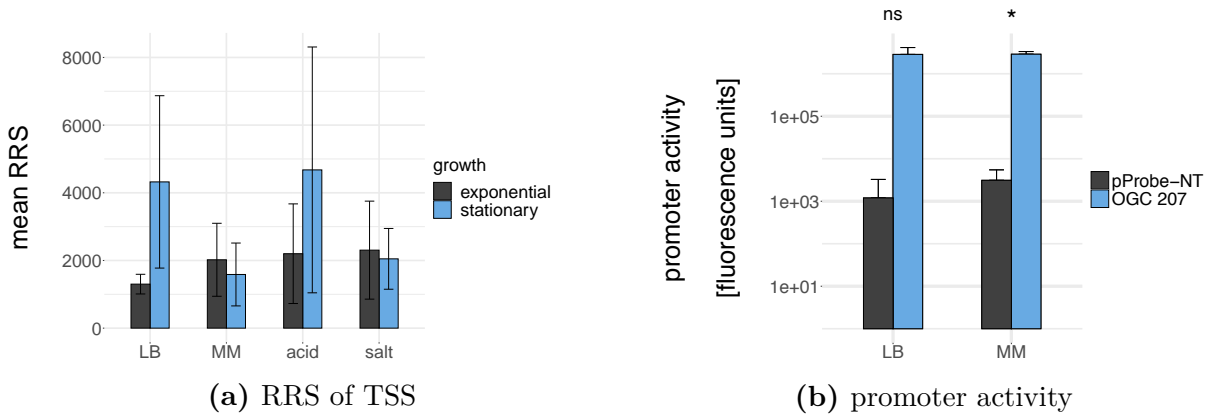 mean RRS
8000
6000
4000
2000
0
LB MM acid salt
growth
exponential
stationary
(a) RRS of TSS
ns *
promoter activity
[fluorescence units]
1e+05
1e+03
1e+01
LB MM
pProbe−NT
OGC 207
(b) promoter activity